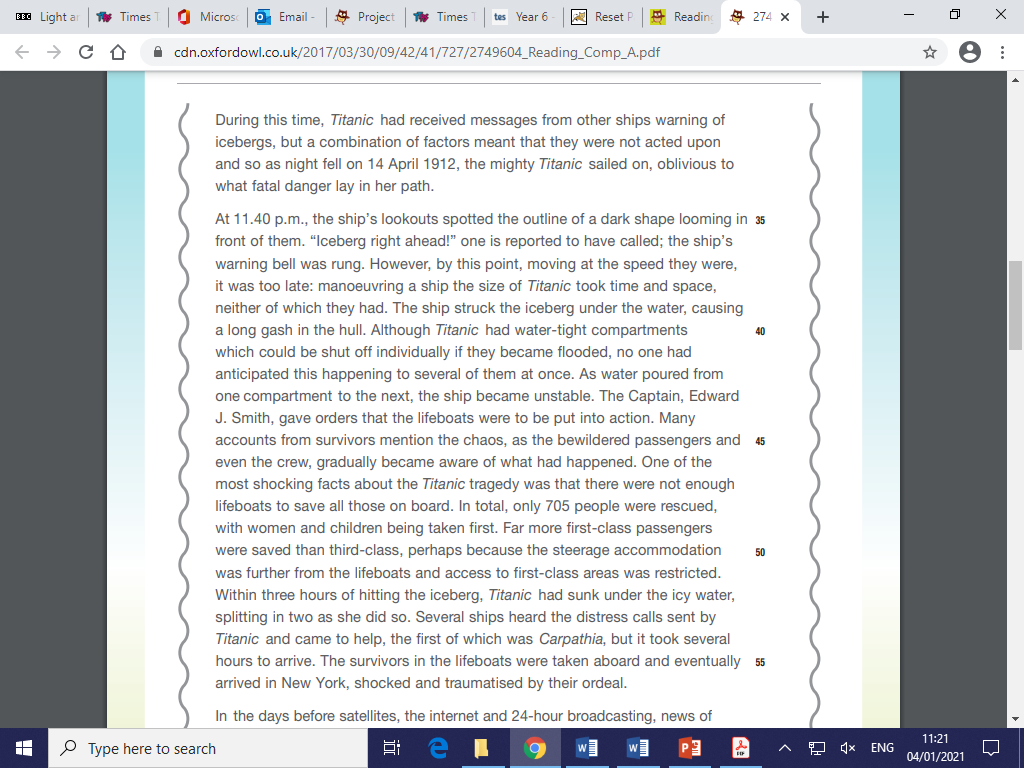 BBC Light ar
Times T
Micros
Email -
Project
Times T
tes Year 6 -
Reset P
Reading
274
cdn.oxfordowl.co.uk/2017/03/30/09/42/41/727/2749604_Reading_Comp_A.pdf
During this time, Titanic had received messages from other ships warning of
icebergs, but a combination of factors meant that they were not acted upon
and so as night fell on 14 April 1912, the mighty Titanic sailed on, oblivious to
what fatal danger lay in her path.
At 11.40 p.m., the ship's lookouts spotted the outline of a dark shape looming in 35
front of them. “Iceberg right ahead!” one is reported to have called; the ship's
warning bell was rung. However, by this point, moving at the speed they were,
it was too late: manoeuvring a ship the size of Titanic took time and space,
neither of which they had. The ship struck the iceberg under the water, causing
a long gash in the hull. Although Titanic had water-tight compartments 40
which could be shut off individually if they became flooded, no one had
anticipated this happening to several of them at once. As water poured from
one compartment to the next, the ship became unstable. The Captain, Edward
J. Smith, gave orders that the lifeboats were to be put into action. Many
accounts from survivors mention the chaos, as the bewildered passengers and 45
even the crew, gradually became aware of what had happened. One of the
most shocking facts about the Titanic tragedy was that there were not enough
lifeboats to save all those on board. In total, only 705 people were rescued,
with women and children being taken first. Far more first-class passengers
were saved than third-class, perhaps because the steerage accommodation 50
was further from the lifeboats and access to first-class areas was restricted.
Within three hours of hitting the iceberg, Titanic had sunk under the icy water,
splitting in two as she did so. Several ships heard the distress calls sent by
Titanic and came to help, the first of which was Carpathia, but it took several
hours to arrive. The survivors in the lifeboats were taken aboard and eventually 55
arrived in New York, shocked and traumatised by their ordeal.
In the days before satellites, the internet and 24-hour broadcasting, news of
Type here to search
ENG
11:21
04/01/2021